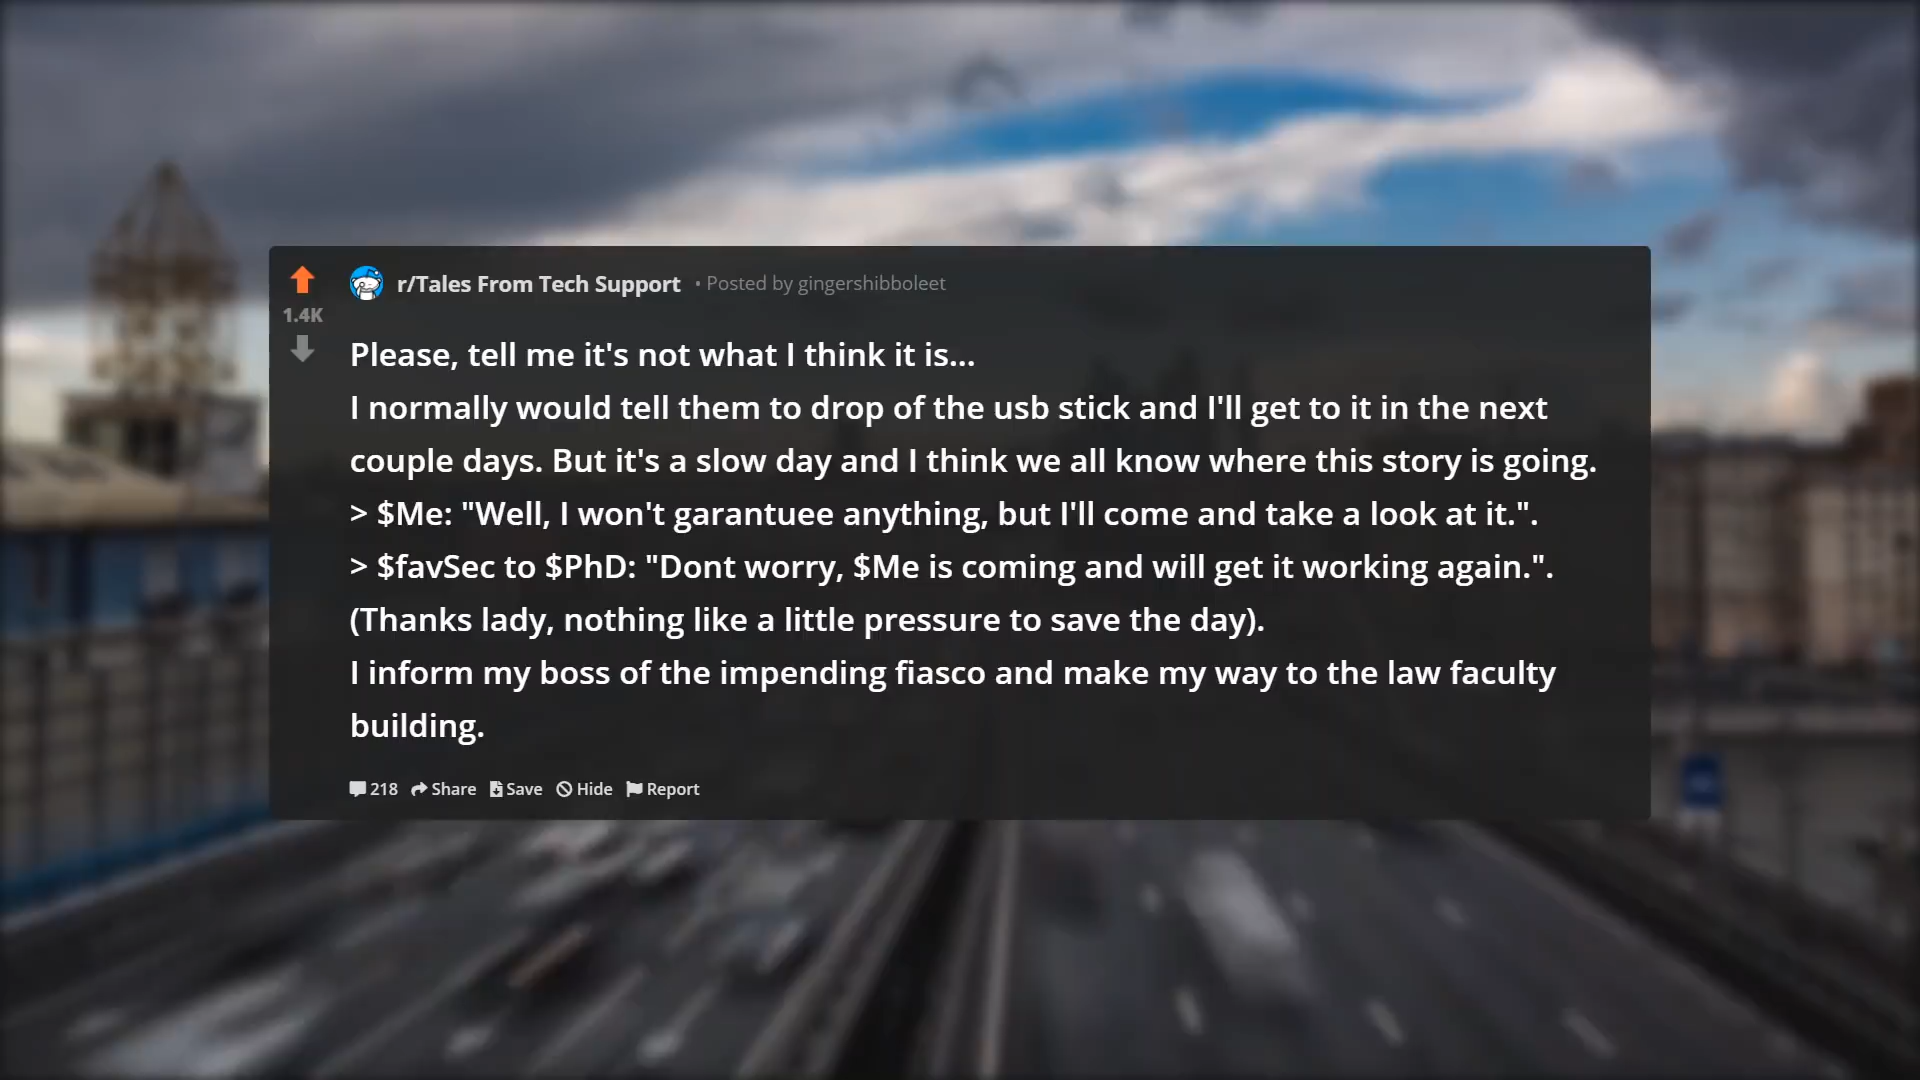 r/Tales From Tech Support • Posted by gingershibboleet
1.4K
Please, tell me it's not what I think it is...
I normally would tell them to drop of the usb stick and I'll get to it in the next
couple days. But it's a slow day and I think we all know where this story is going.
> $Me: "Well, I won't garantuee anything, but I'll come and take a look at it.".
> $favSec to $PhD: "Dont worry, $Me is coming and will get it working again.".
(Thanks lady, nothing like a little pressure to save the day).
I inform my boss of the impending fiasco and make my way to the law faculty
building.
218 Share Save Hide Report